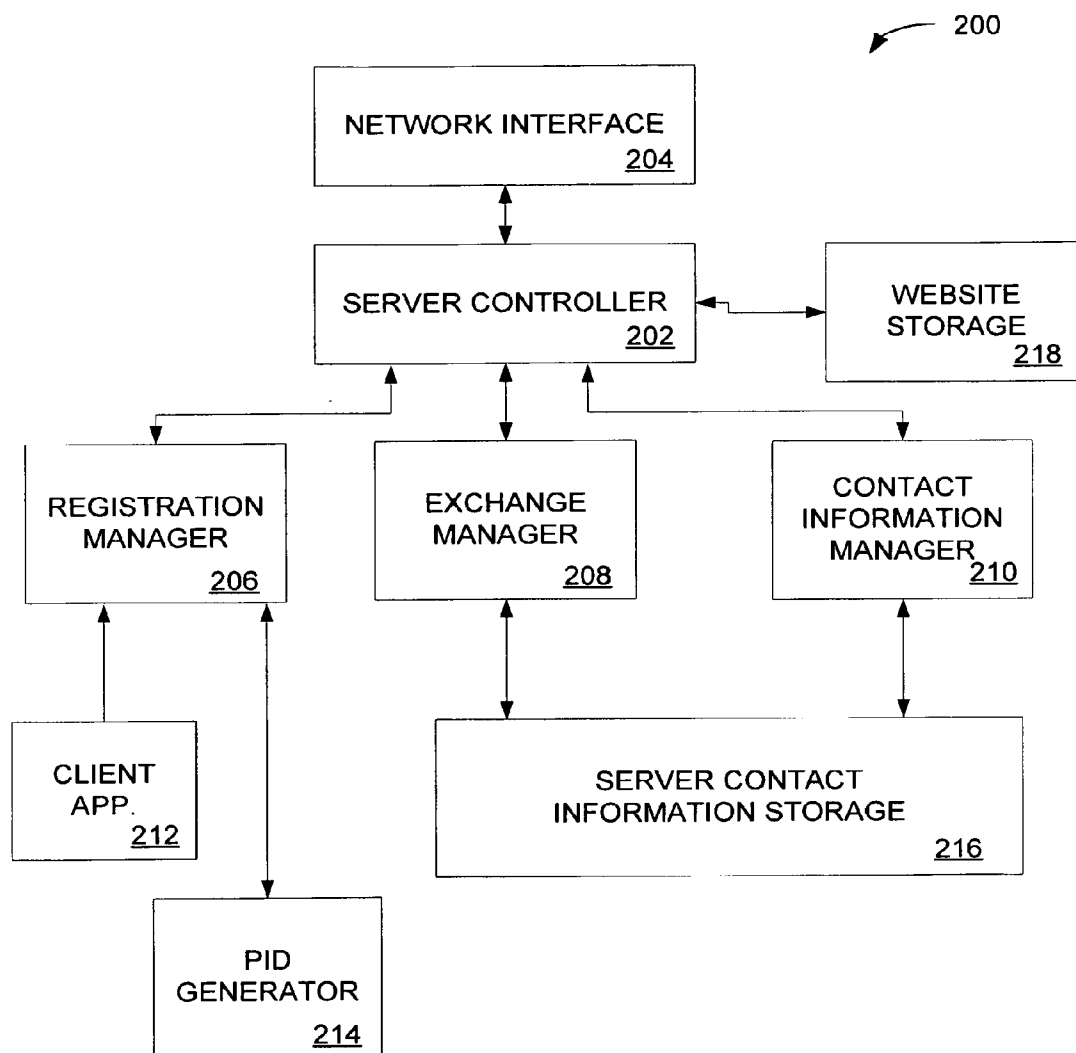 200
NETWORK INTERFACE
204
SERVER CONTROLLER
202
WEBSITE
STORAGE
218
REGISTRATION
MANAGER
206
EXCHANGE
MANAGER
208
CONTACT
INFORMATION
MANAGER
210
CLIENT
APP.
212
SERVER CONTACT
INFORMATION STORAGE
216
PID
GENERATOR
214